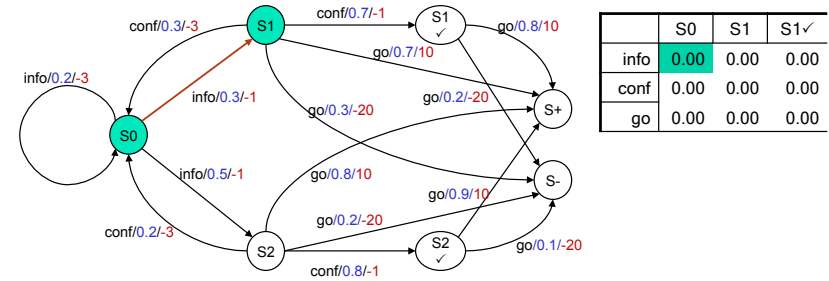 conf/0.7/-1
S1
✓
go/0.8/10
conf/0.3/-3
S1
go/0.7/10
info/0.2/-3
info/0.3/-1
go/0.3/-20
go/0.2/-20
S+
S0
info/0.5/-1
go/0.8/10
S-
go/0.9/10
go/0.2/-20
conf/0.2/-3
S2
S2
✓
go/0.1/-20
conf/0.8/-1
S0 S1 S1✓
info 0.00 0.00 0.00
conf 0.00 0.00 0.00
go 0.00 0.00 0.00